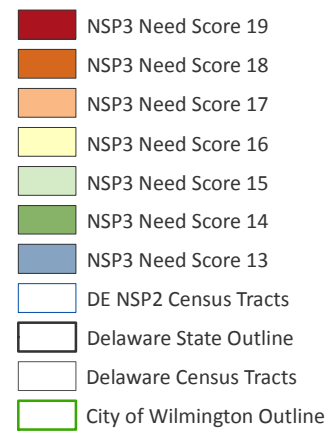 NSP3 Need Score 19
NSP3 Need Score 18
NSP3 Need Score 17
NSP3 Need Score 16
NSP3 Need Score 15
NSP3 Need Score 14
NSP3 Need Score 13
DE NSP2 Census Tracts
Delaware State Outline
Delaware Census Tracts
City of Wilmington Outline